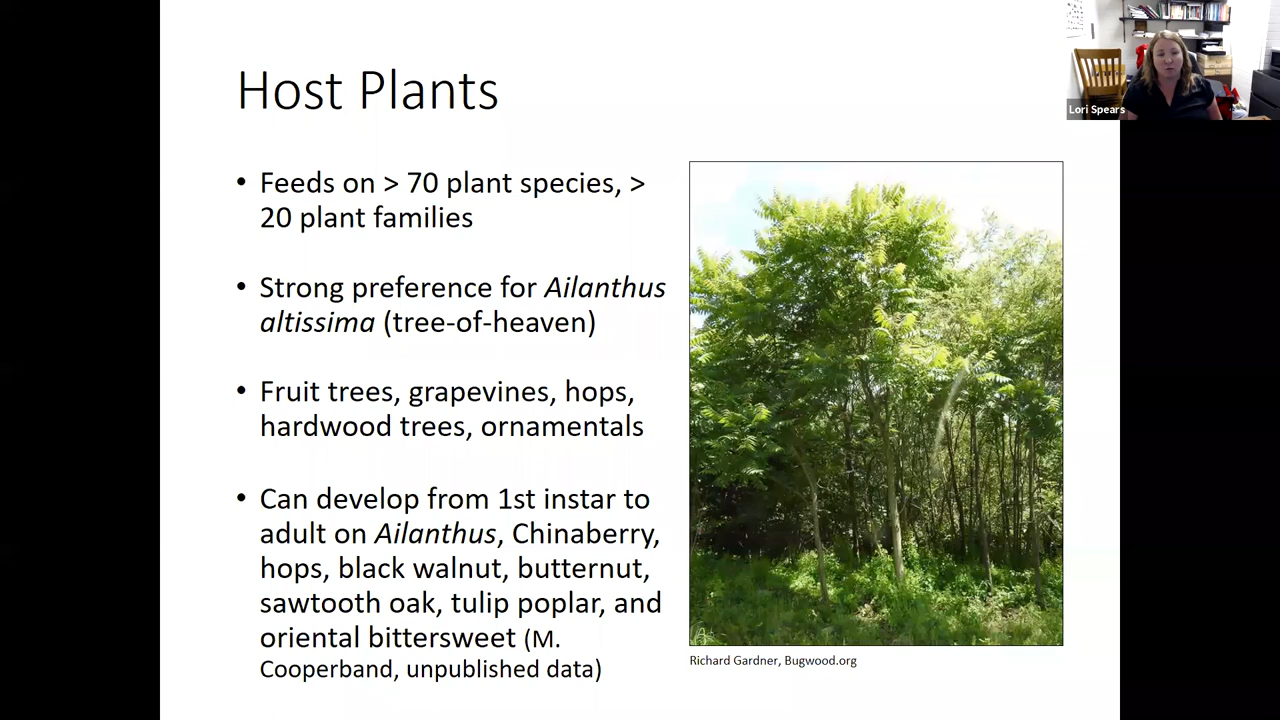 Host Plants
• Feeds on > 70 plant species, >
20 plant families
• Strong preference for Ailanthus
altissima (tree-of-heaven)
• Fruit trees, grapevines, hops,
hardwood trees, ornamentals
• Can develop from 1st instar to
adult on Ailanthus, Chinaberry,
hops, black walnut, butternut,
sawtooth oak, tulip poplar, and
oriental bittersweet (M.
Cooperband, unpublished data)
Richard Gardner, Bugwood.org
Lori Spears